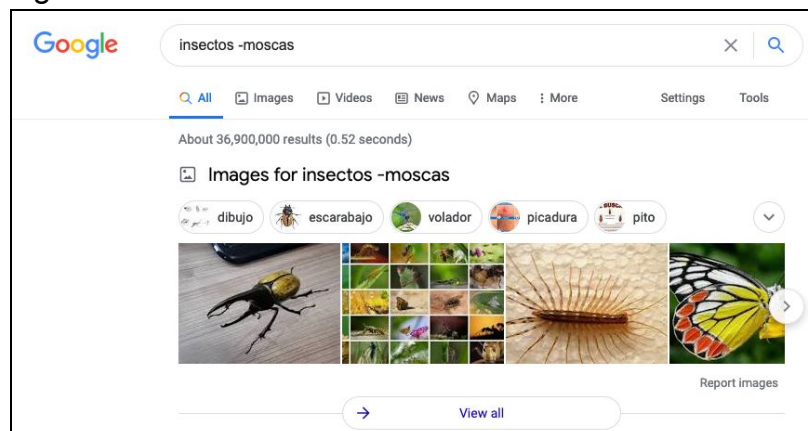 Google
insectos -moscas
All Images Videos News Maps More Settings Tools
About 36,900,000 results (0.52 seconds)
Images for insectos -moscas
dibujo escarabajo volador picadura pito
Report images
View all